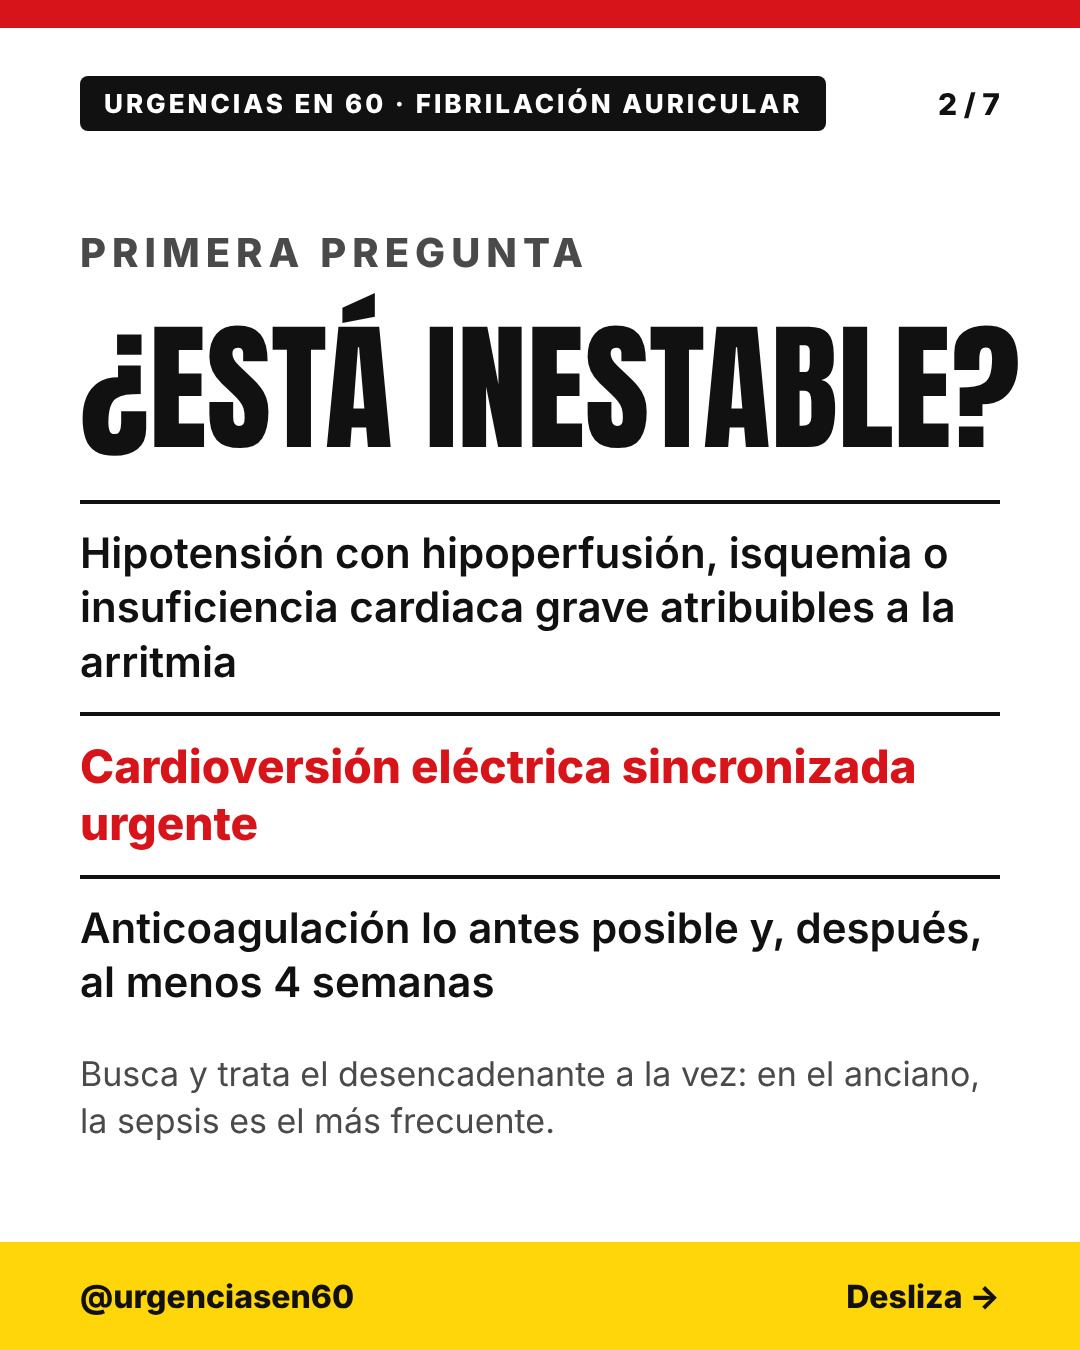 URGENCIAS EN 60 · FIBRILACIÓN AURICULAR
2 / 7
PRIMERA PREGUNTA
¿ESTÁ INESTABLE?
Hipotensión con hipoperfusión, isquemia o
insuficiencia cardiaca grave atribuibles a la
arritmia
Cardioversión eléctrica sincronizada
urgente
Anticoagulación lo antes posible y, después,
al menos 4 semanas
Busca y trata el desencadenante a la vez: en el anciano,
la sepsis es el más frecuente.
@urgenciasen60
Desliza →